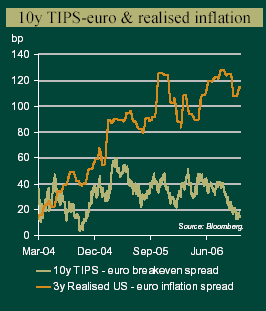 10y TIPS-euro & realised inflation
bp
140
120
100
80
60
40
20
0
Source: Bloomberg.
Mar-04 Dec-04 Sep-05 Jun-06
10y TIPS - euro breakeven spread
3y Realised US - euro inflation spread